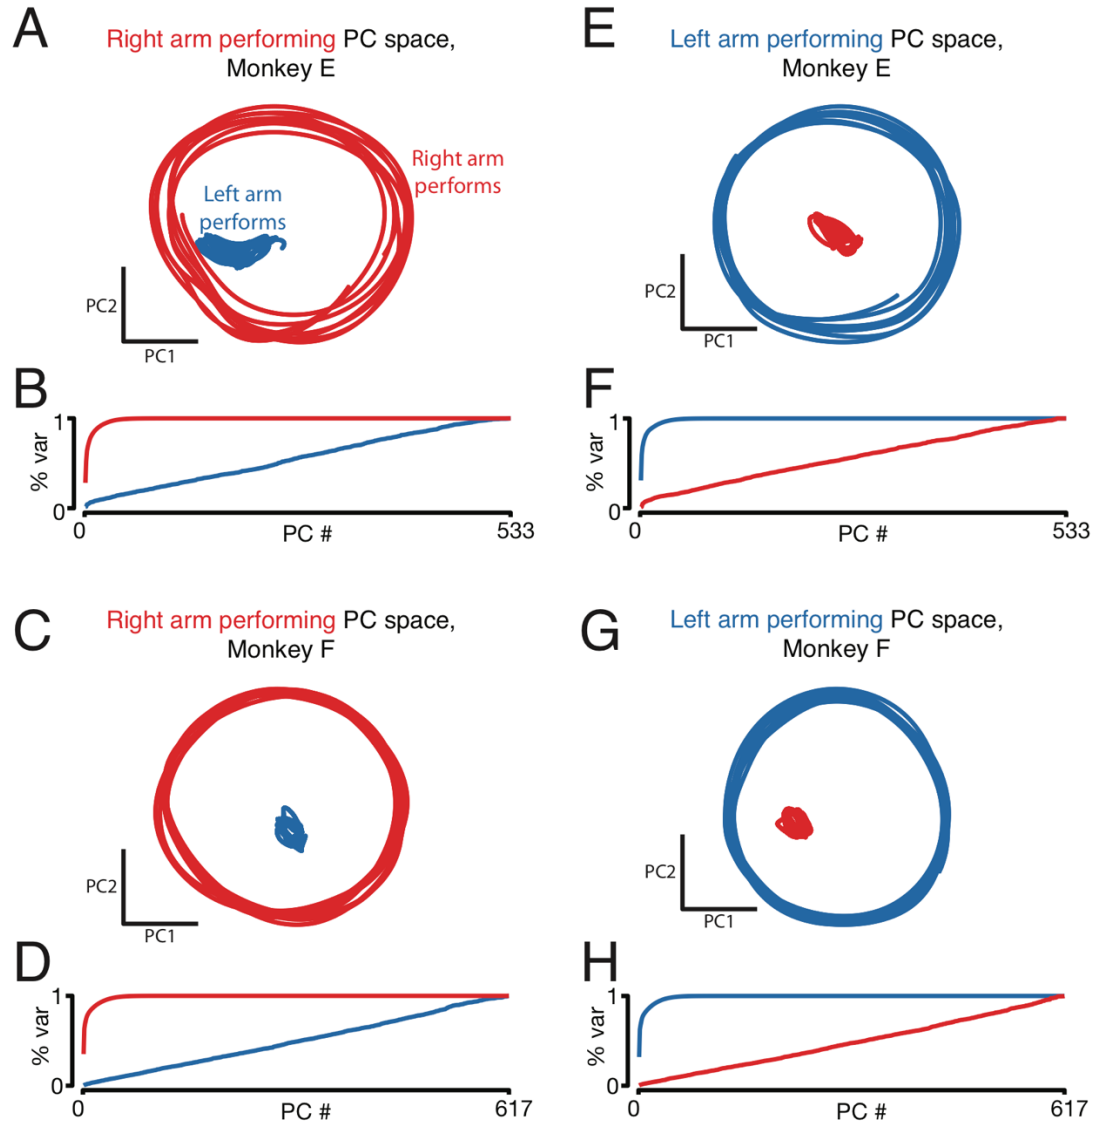 A
Right arm performing PC space,
Monkey E
Right arm
performs
Left arm
performs
PC2
PC1
B
1
% var
0
0
PC #
533
C
Right arm performing PC space,
Monkey F
PC2
PC1
D
1
% var
0
0
PC #
617
E
Left arm performing PC space,
Monkey E
PC2
PC1
F
1
% var
0
0
PC #
533
G
Left arm performing PC space,
Monkey F
PC2
PC1
H
1
% var
0
0
PC #
617